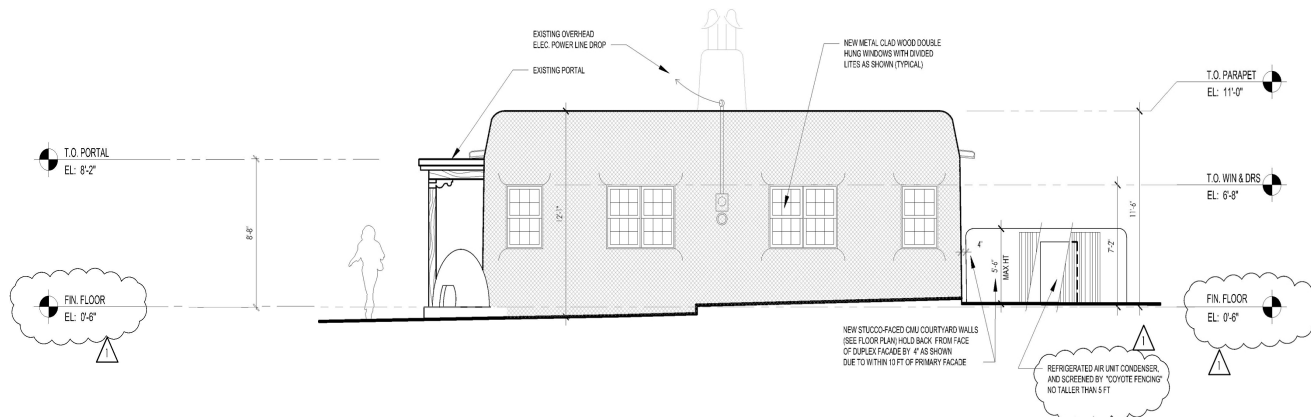 EXISTING OVERHEAD
ELEC. POWER LINE DROP
EXISTING PORTAL
NEW METAL CLAD WOOD DOUBLE
HUNG WINDOWS WITH DIVIDED
LITES AS SHOWN (TYPICAL)
T.O. PARAPET
EL: 11'-0"
T.O. PORTAL
EL: 8'-2"
T.O. WIN & DRS
EL: 6'-8"
8'-8"
12'-1"
11'-6"
7'-2"
4"
5'-6"
MAX HT
FIN. FLOOR
EL: 0'-6"
1
FIN. FLOOR
EL: 0'-6"
1
1
NEW STUCCO-FACED CMU COURTYARD WALLS
(SEE FLOOR PLAN) HOLD BACK FROM FACE
OF DUPLEX FACADE BY 4" AS SHOWN
DUE TO WITHIN 10 FT OF PRIMARY FACADE
REFRIGERATED AIR UNIT CONDENSER,
AND SCREENED BY "COYOTE FENCING"
NO TALLER THAN 5 FT